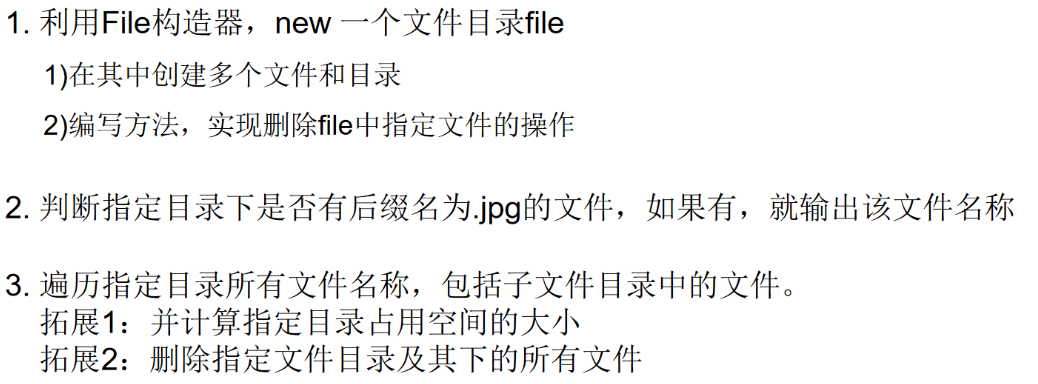 1. 利用File构造器，new 一个文件目录file
1)在其中创建多个文件和目录
2)编写方法，实现删除file中指定文件的操作
2. 判断指定目录下是否有后缀名为.jpg的文件，如果有，就输出该文件名称
3. 遍历指定目录所有文件名称，包括子文件目录中的文件。
拓展1：并计算指定目录占用空间的大小
拓展2：删除指定文件目录及其下的所有文件